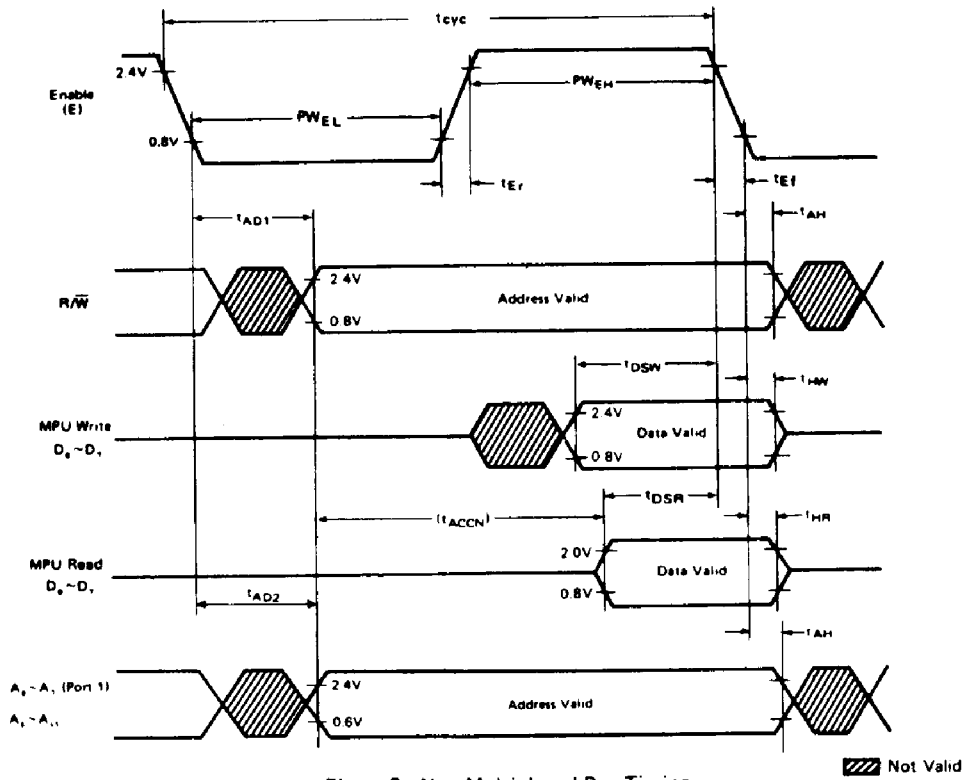 tcyc
2.4V
Enable
(E)
PWEH
PWEL
0.8V
tEr
tEf
tAD1
tAH
2.4V
R/W̅
Address Valid
0.8V
tDSW
tHW
MPU Write
2.4V
Data Valid
0.8V
tDSR
(tACCN)
tHR
MPU Read
2.0V
Data Valid
0.8V
tAD2
tAH
(Port 1)
2.4V
Address Valid
0.6V
Not Valid